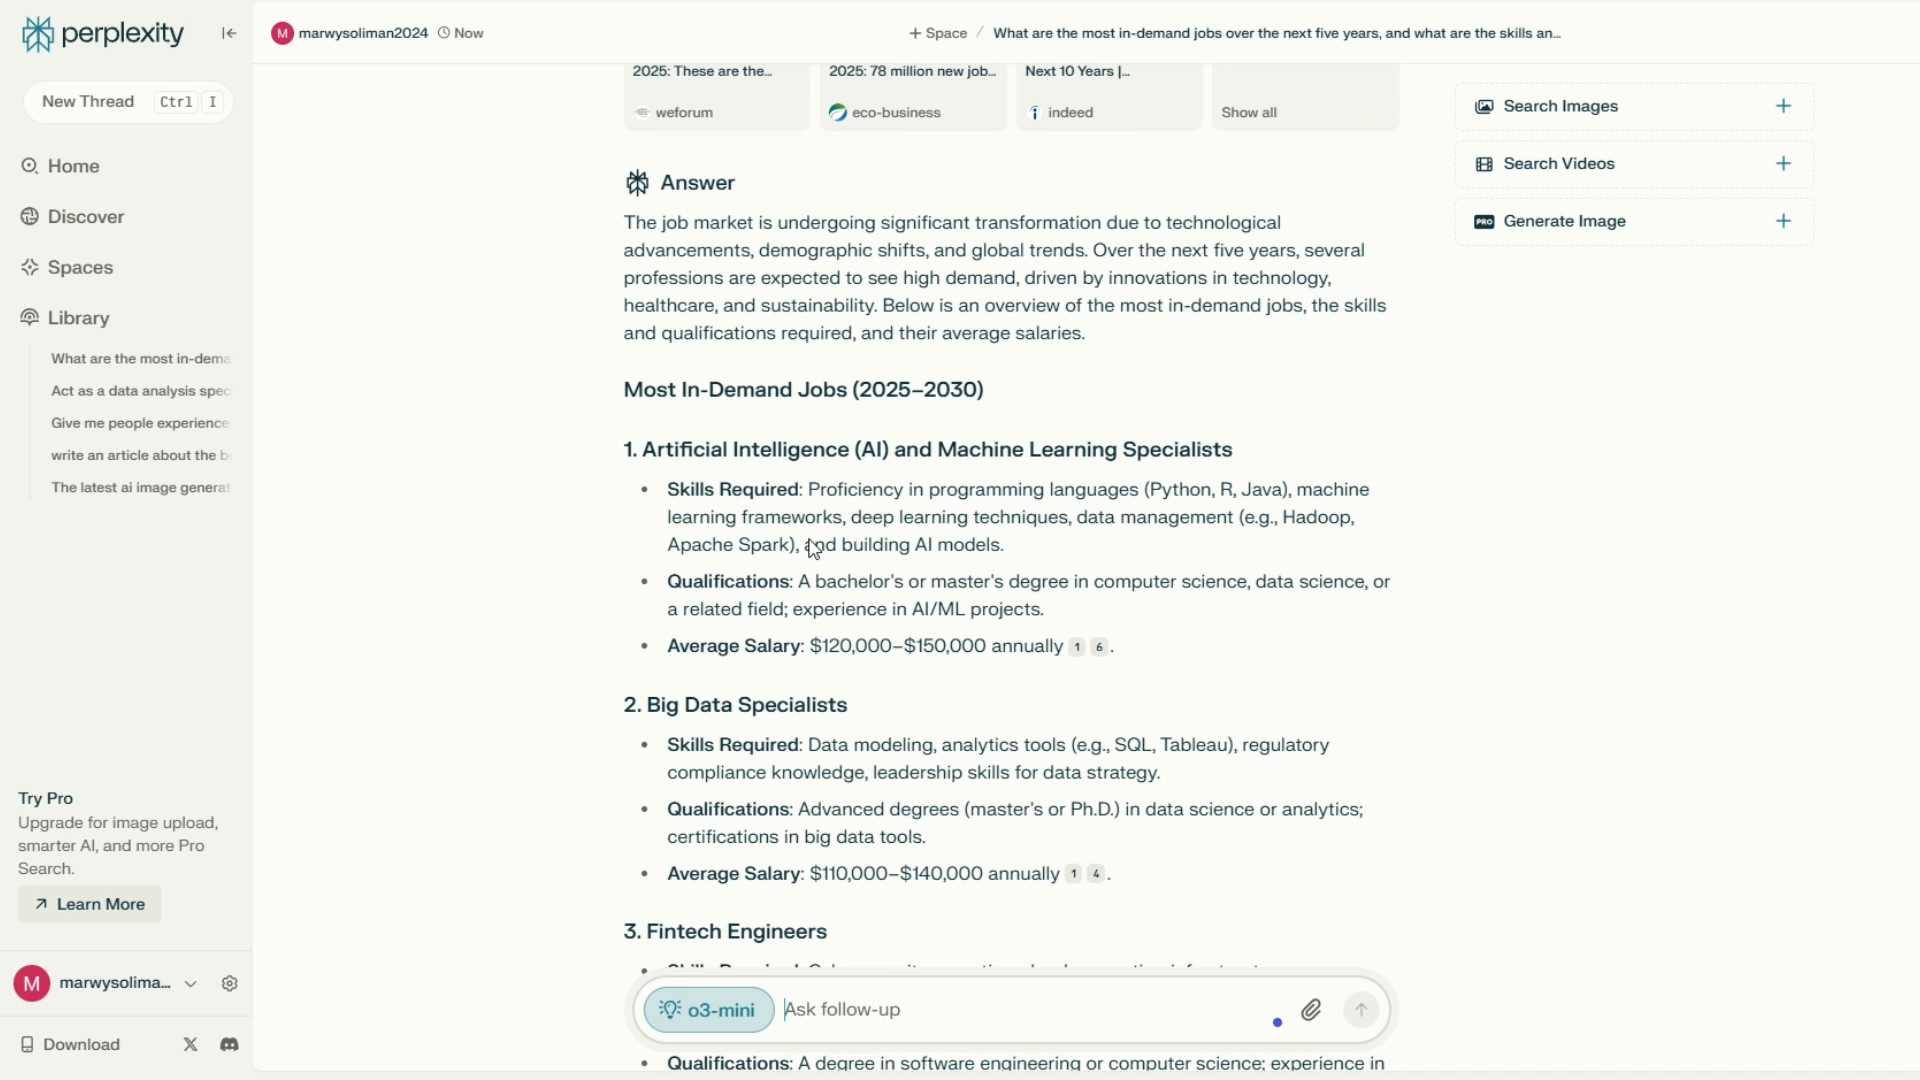 perplexity
New Thread Ctrl I
Home
Discover
Spaces
Library
What are the most in-dema
Act as a data analysis spec
Give me people experience
write an article about the be
The latest ai image generat
Try Pro
Upgrade for image upload,
smarter AI, and more Pro
Search.
Learn More
M marwysolima...
Download
M marwysoliman2024 Now
+ Space / What are the most in-demand jobs over the next five years, and what are the skills an...
2025: These are the...
weforum
2025: 78 million new job...
eco-business
Next 10 Years |...
indeed
Show all
Answer
The job market is undergoing significant transformation due to technological
advancements, demographic shifts, and global trends. Over the next five years, several
professions are expected to see high demand, driven by innovations in technology,
healthcare, and sustainability. Below is an overview of the most in-demand jobs, the skills
and qualifications required, and their average salaries.
Most In-Demand Jobs (2025–2030)
1. Artificial Intelligence (AI) and Machine Learning Specialists
• Skills Required: Proficiency in programming languages (Python, R, Java), machine
learning frameworks, deep learning techniques, data management (e.g., Hadoop,
Apache Spark), and building AI models.
• Qualifications: A bachelor's or master's degree in computer science, data science, or
a related field; experience in AI/ML projects.
• Average Salary: $120,000–$150,000 annually 1 6 .
2. Big Data Specialists
• Skills Required: Data modeling, analytics tools (e.g., SQL, Tableau), regulatory
compliance knowledge, leadership skills for data strategy.
• Qualifications: Advanced degrees (master's or Ph.D.) in data science or analytics;
certifications in big data tools.
• Average Salary: $110,000–$140,000 annually 1 4 .
3. Fintech Engineers
• Skills Required:
o3-mini Ask follow-up
• Qualifications: A degree in software engineering or computer science; experience in
Search Images +
Search Videos +
PRO Generate Image +